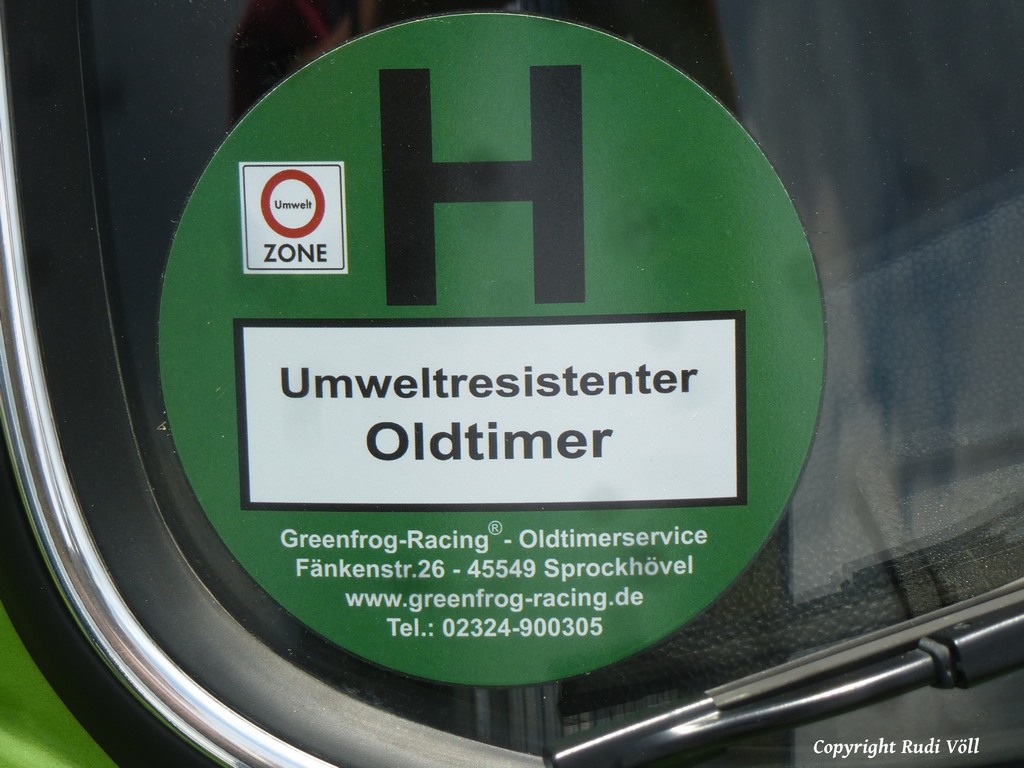 H
Umwelt
ZONE
Umweltresistenter
Oldtimer
Greenfrog-Racing® - Oldtimerservice
Fänkenstr.26 - 45549 Sprockhövel
www.greenfrog-racing.de
Tel.: 02324-900305
Copyright Rudi Völl